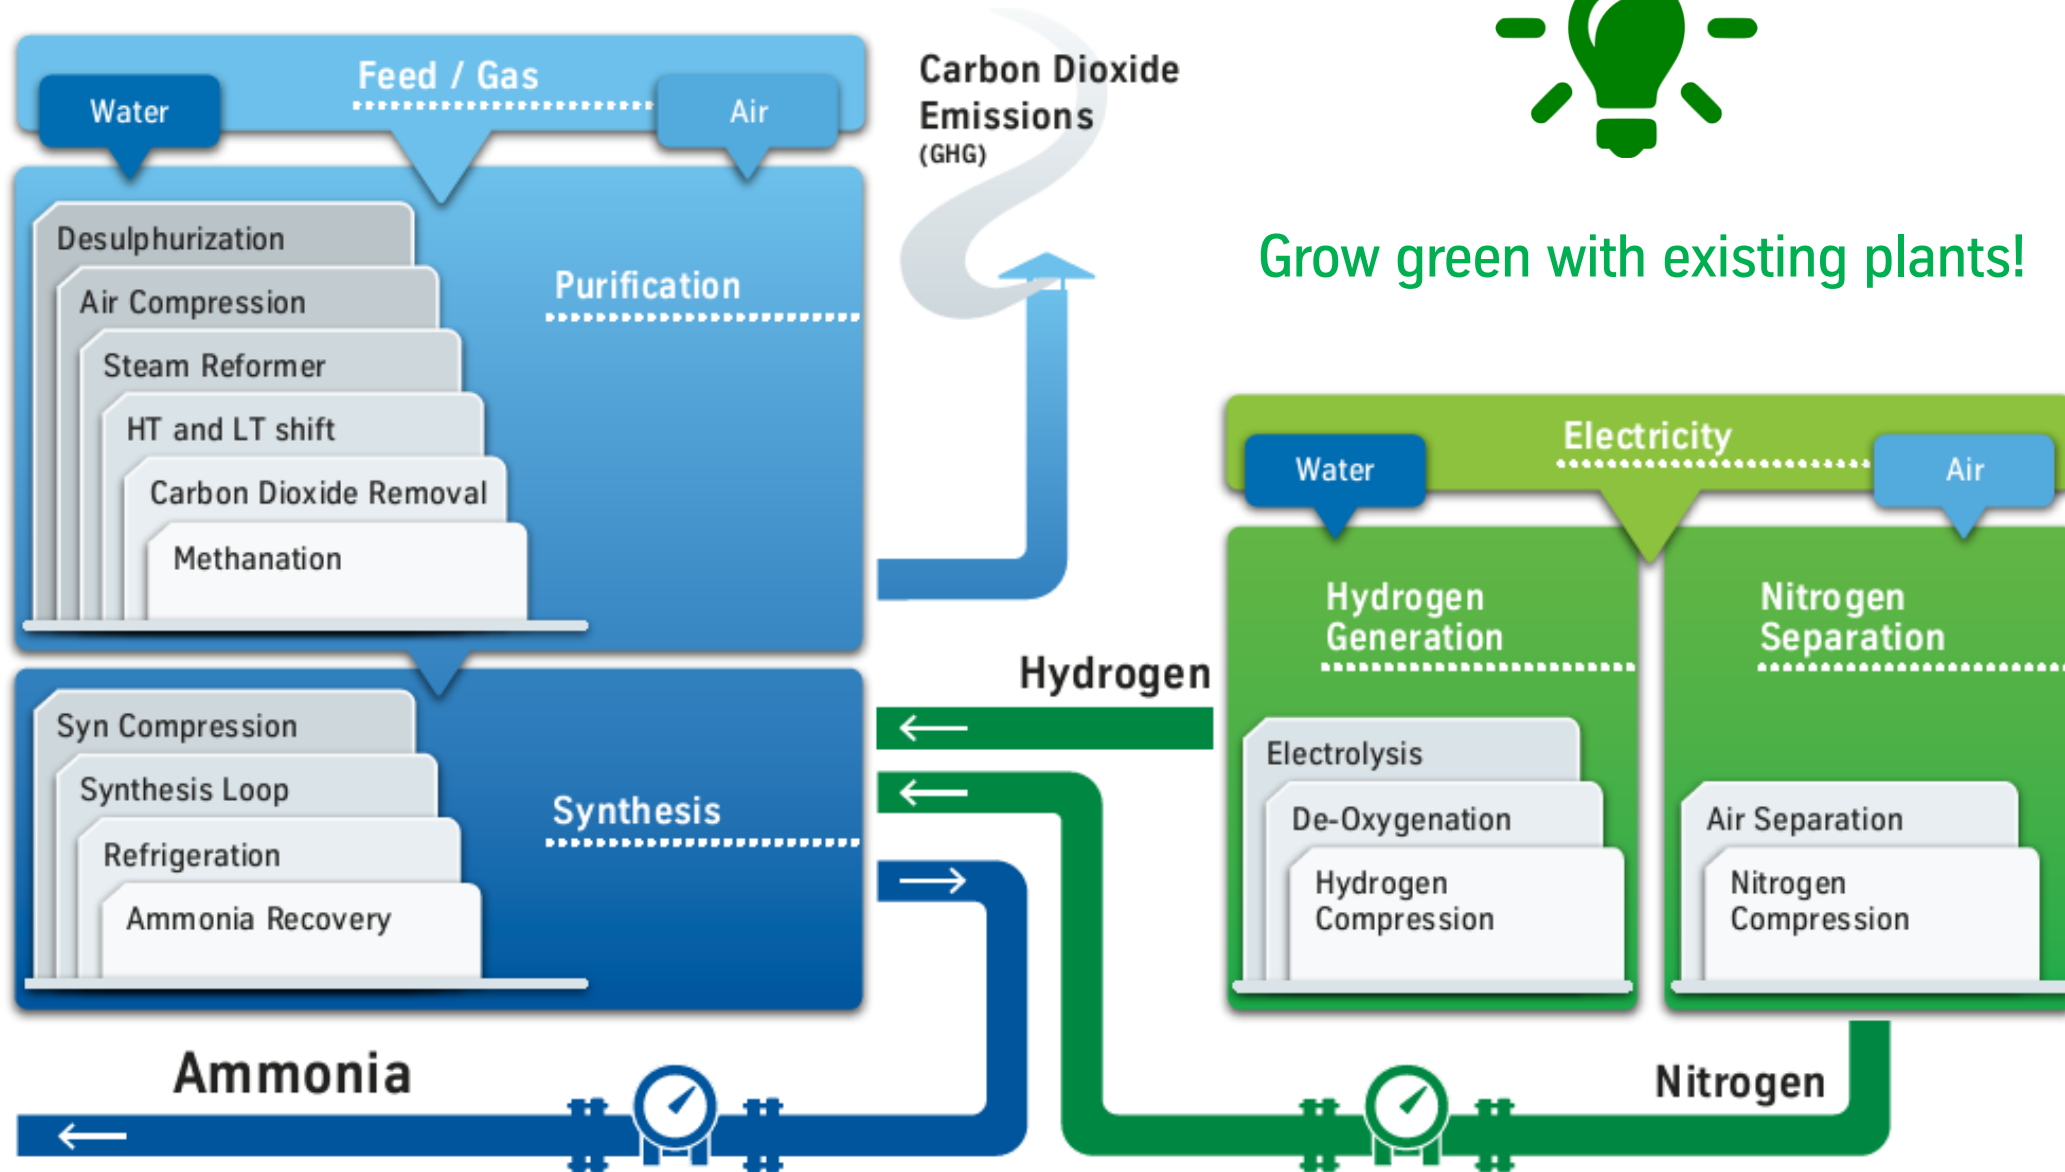 Feed / Gas
Water
Air
Desulphurization
Air Compression
Steam Reformer
HT and LT shift
Carbon Dioxide Removal
Methanation
Purification
Syn Compression
Synthesis Loop
Refrigeration
Ammonia Recovery
Synthesis
Ammonia
Carbon Dioxide
Emissions
(GHG)
Grow green with existing plants!
Electricity
Water
Air
Hydrogen
Generation
Nitrogen
Separation
Hydrogen
Electrolysis
De-Oxygenation
Hydrogen
Compression
Air Separation
Nitrogen
Compression
Nitrogen